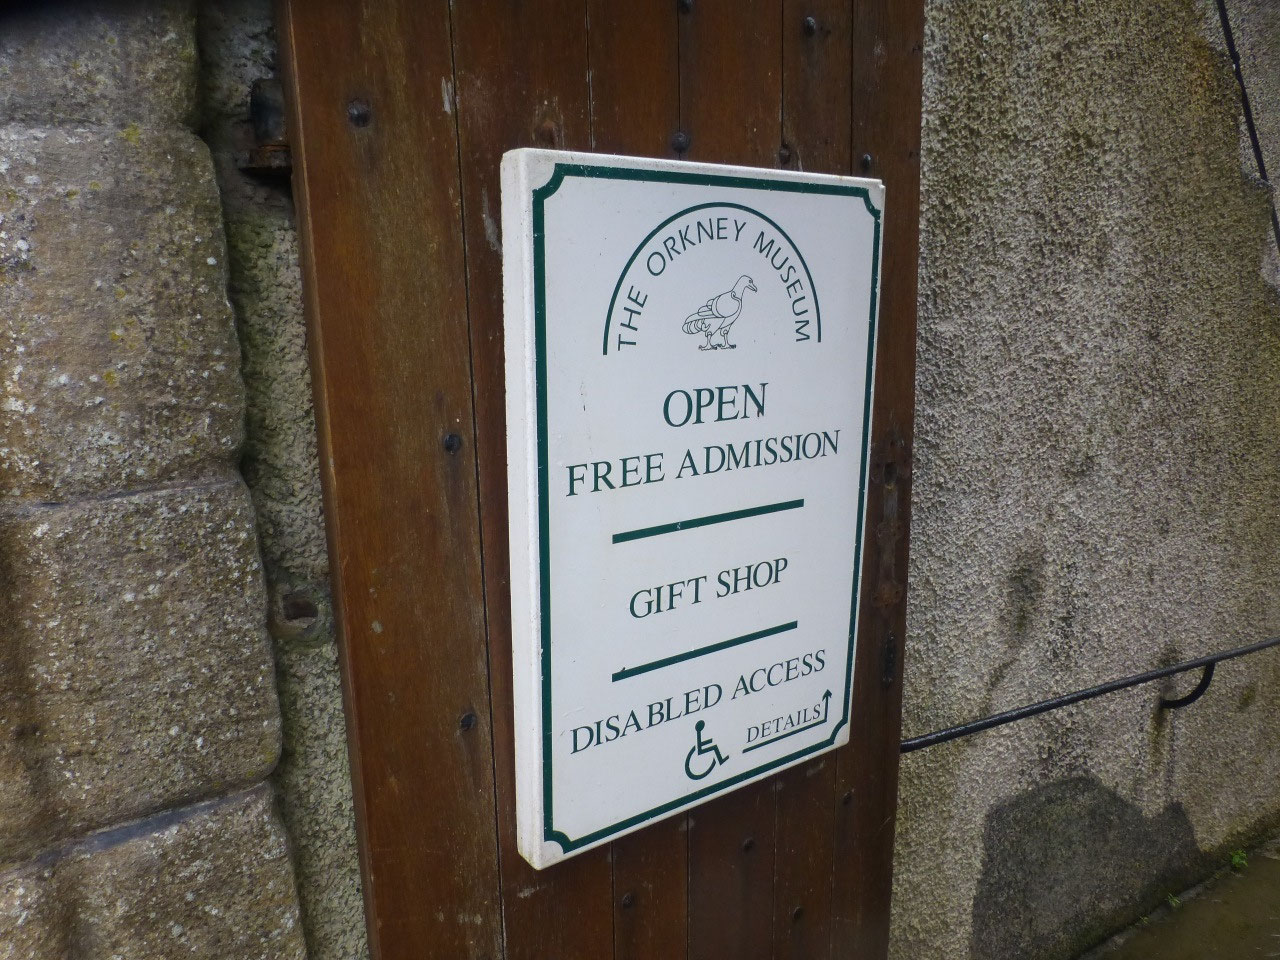 THE ORKNEY MUSEUM
OPEN
FREE ADMISSION
GIFT SHOP
DISABLED ACCESS
DETAILS